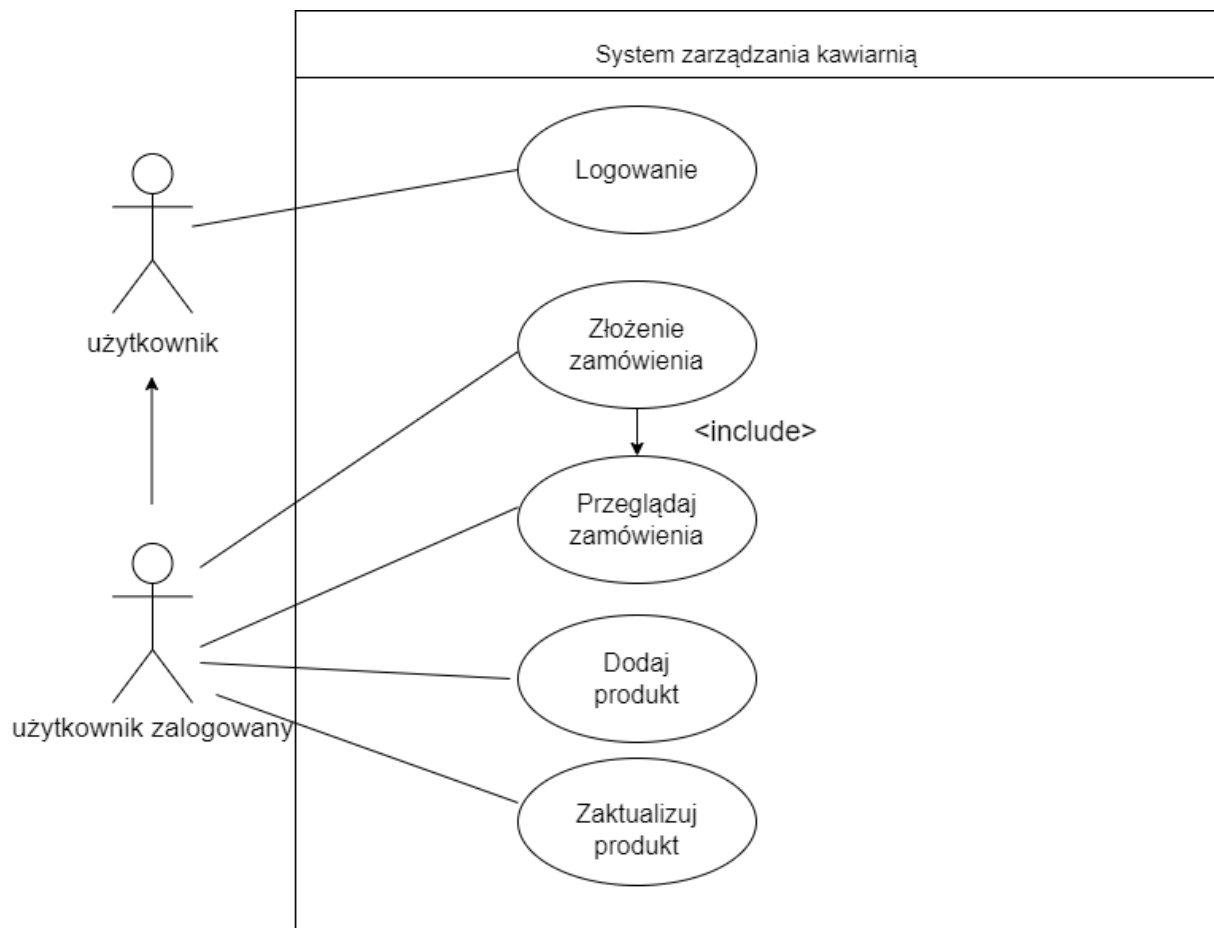 System zarządzania kawiarnią
Logowanie
użytkownik
Złożenie
zamówienia
<include>
Przeglądaj
zamówienia
Dodaj
produkt
użytkownik zalogowany
Zaktualizuj
produkt